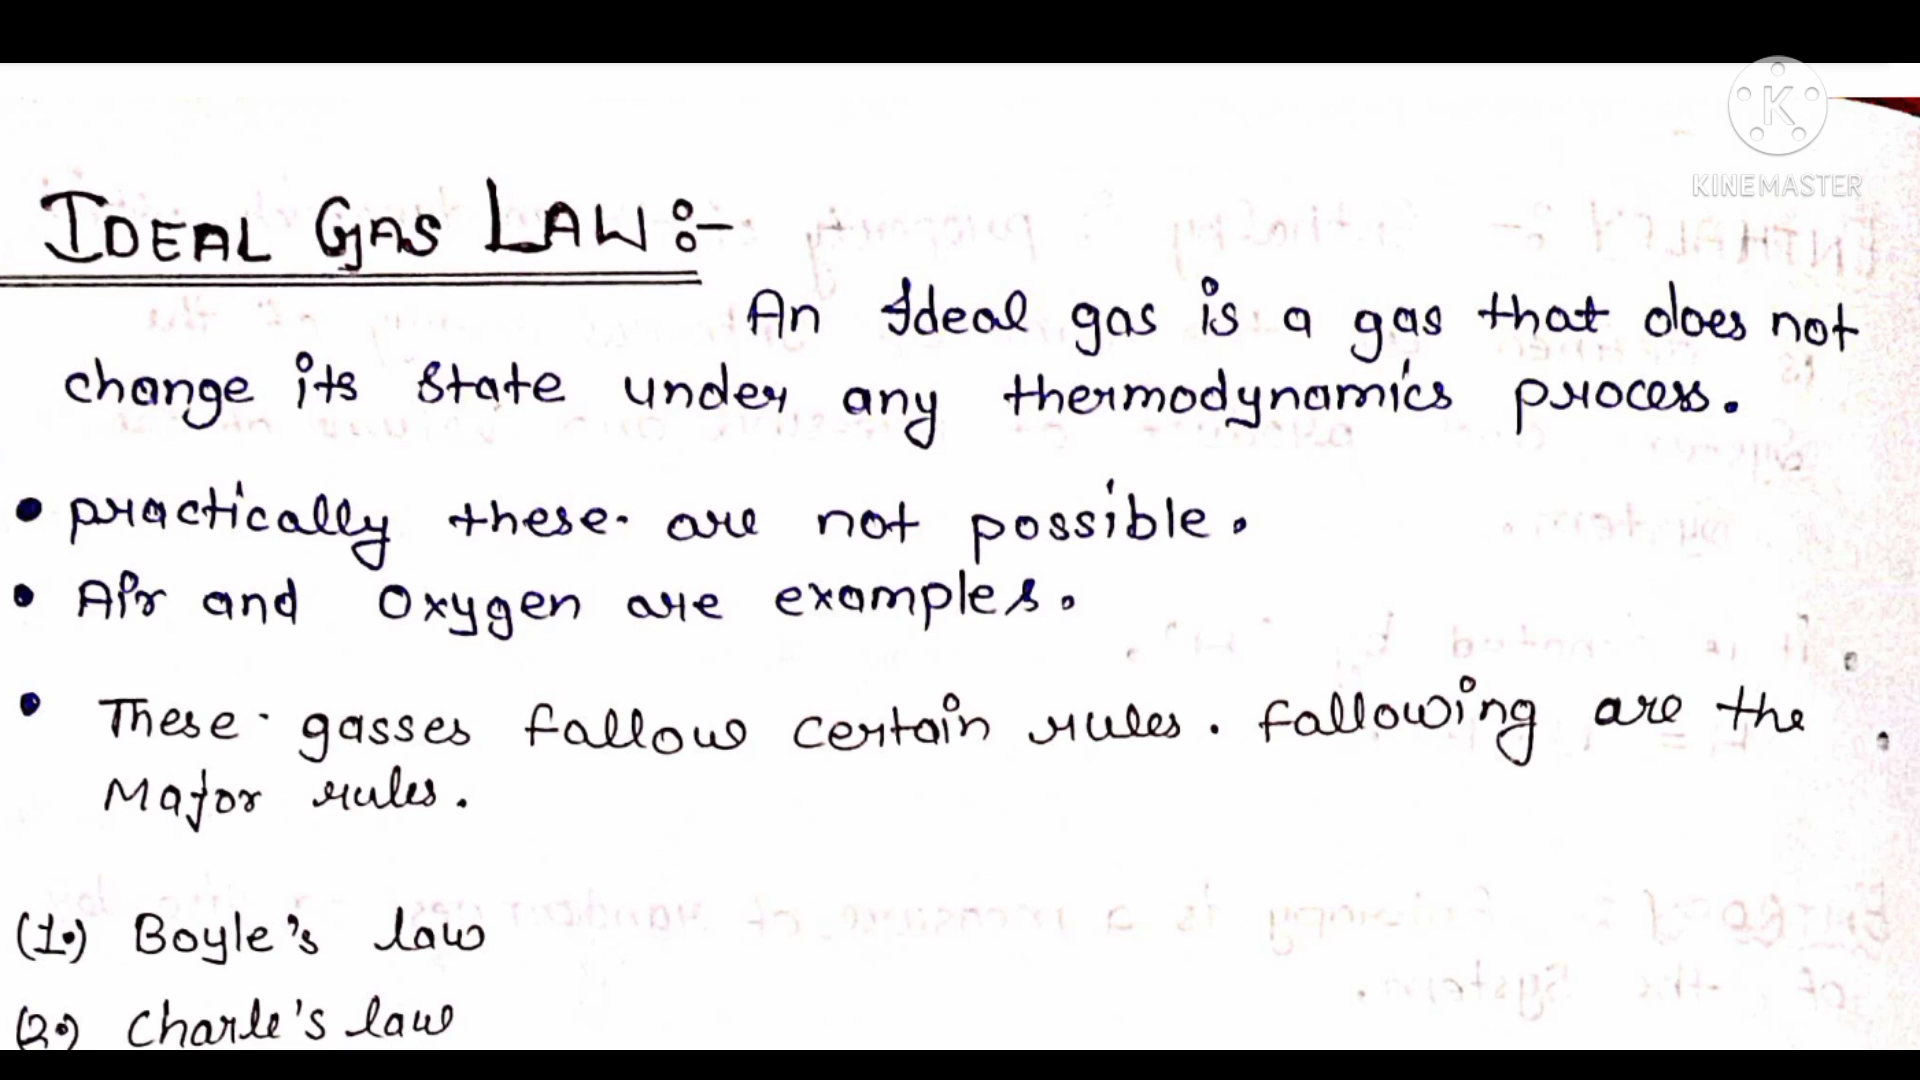 K
KINEMASTER
IDEAL GAS LAW :-
An Ideal gas is a gas that does not
change its state under any thermodynamics process.
• practically these are not possible.
• Air and Oxygen are examples.
• These gasses fallow certain rules. fallowing are the
Major rules.
(1.) Boyle's law
(2.) Charle's law